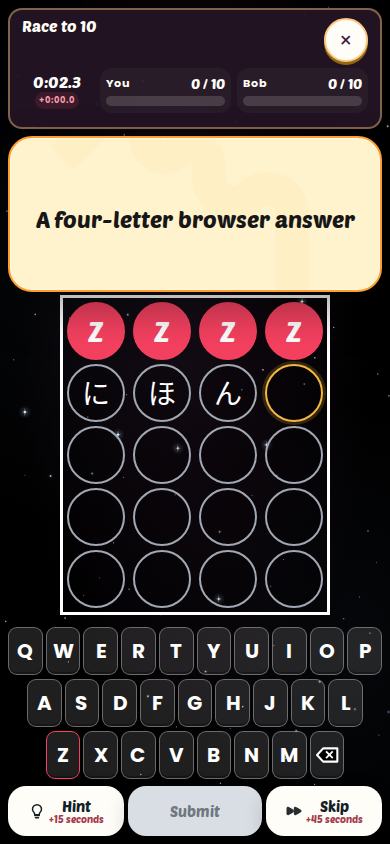 Race to 10
×
0:02.3
+0:00.0
You 0 / 10
Bob 0 / 10
A four-letter browser answer
Z Z Z Z
に ほ ん
Q W E R T Y U I O P
A S D F G H J K L
Z X C V B N M
Hint
+15 seconds
Submit
Skip
+45 seconds